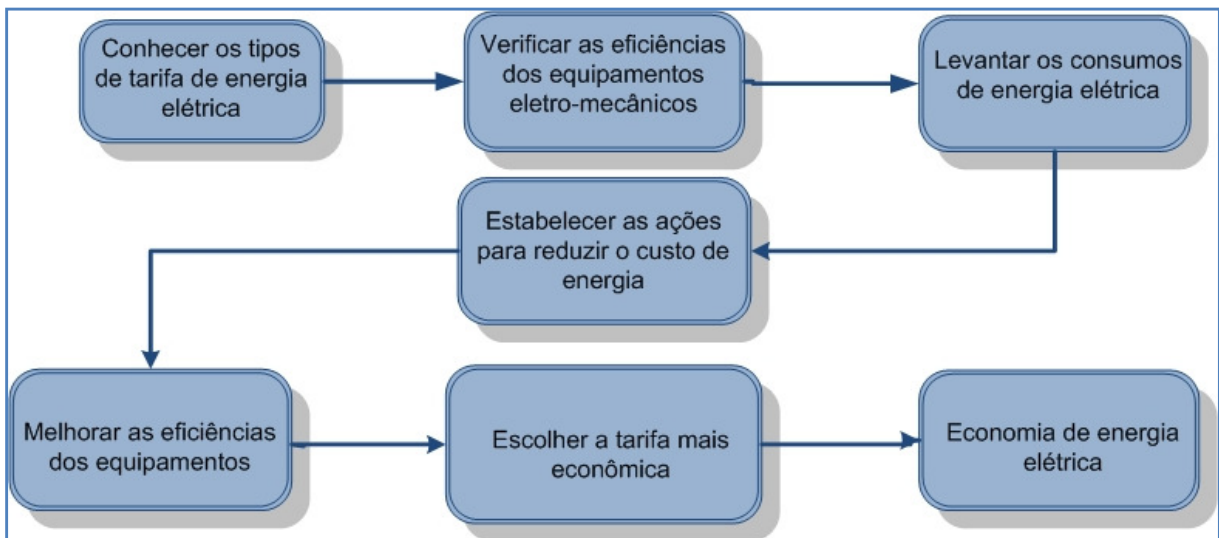 Conhecer os tipos
de tarifa de energia
elétrica
Verificar as eficiências
dos equipamentos
eletro-mecânicos
Levantar os consumos
de energia elétrica
Estabelecer as ações
para reduzir o custo de
energia
Melhorar as eficiências
dos equipamentos
Escolher a tarifa mais
econômica
Economia de energia
elétrica